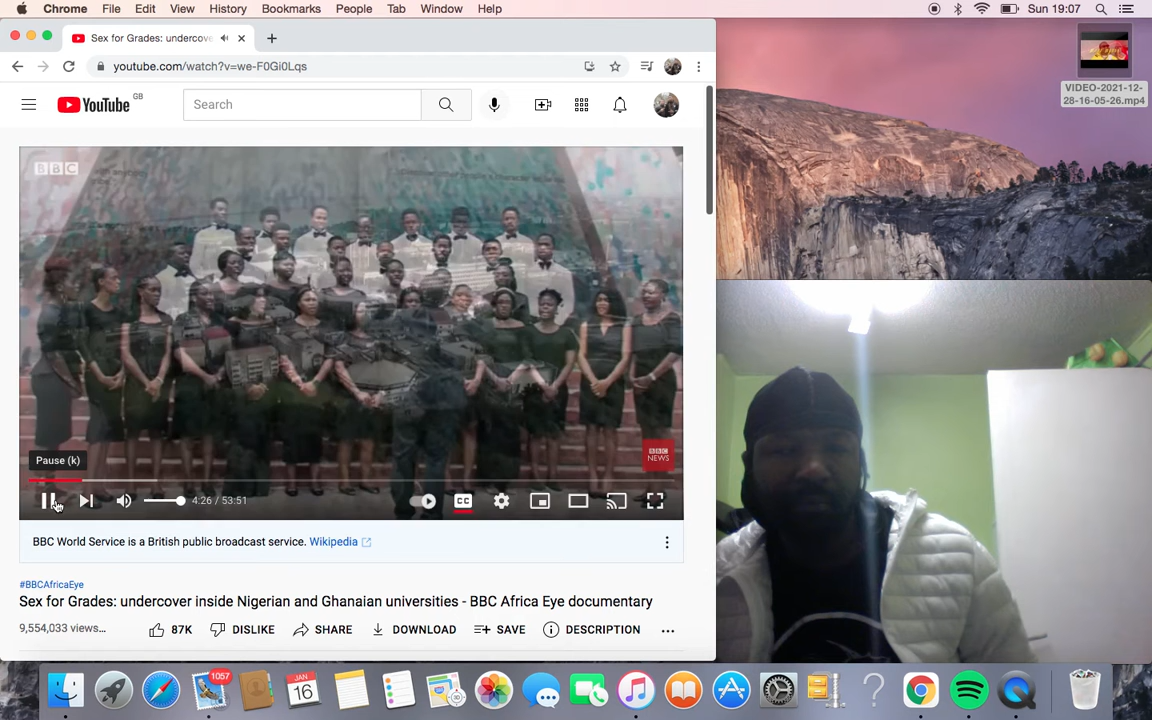 Chrome File Edit View History Bookmarks People Tab Window Help Sun 19:07
Sex for Grades: undercove
youtube.com/watch?v=we-F0Gi0Lqs
YouTube GB
Search
VIDEO-2021-12-
28-16-05-26.mp4
BBC
BBC
NEWS
Pause (k)
4:26 / 53:51
CC
BBC World Service is a British public broadcast service. Wikipedia
#BBCAfricaEye
Sex for Grades: undercover inside Nigerian and Ghanaian universities - BBC Africa Eye documentary
9,554,033 views... 87K DISLIKE SHARE DOWNLOAD SAVE DESCRIPTION ...
1057
JAN
16